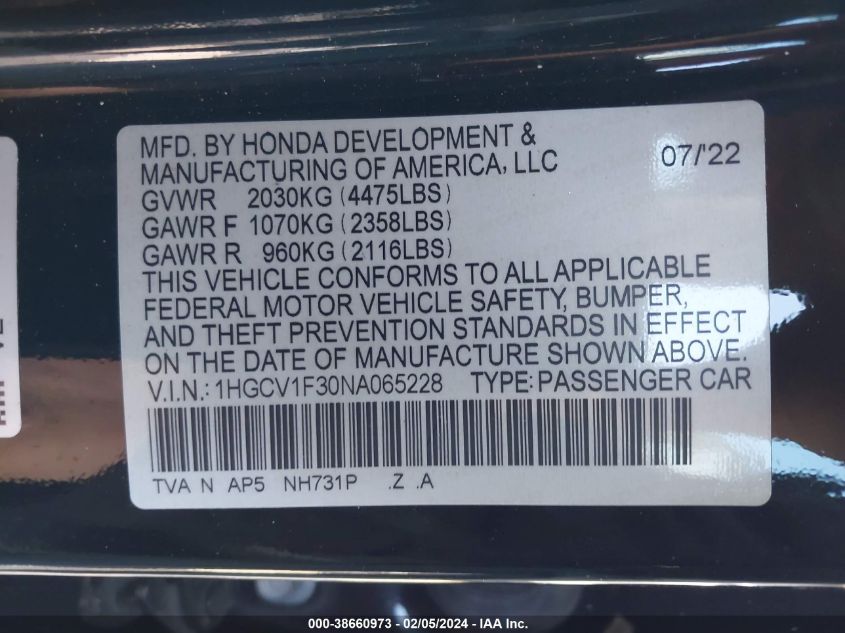 MFD. BY HONDA DEVELOPMENT &
MANUFACTURING OF AMERICA, LLC 07/'22
GVWR 2030KG (4475LBS)
GAWR F 1070KG (2358LBS)
GAWR R 960KG (2116LBS)
THIS VEHICLE CONFORMS TO ALL APPLICABLE
FEDERAL MOTOR VEHICLE SAFETY, BUMPER,
AND THEFT PREVENTION STANDARDS IN EFFECT
ON THE DATE OF MANUFACTURE SHOWN ABOVE.
V.I.N.: 1HGCV1F30NA065228 TYPE: PASSENGER CAR
TVA N AP5 NH731P .Z .A
000-38660973 - 02/05/2024 - IAA Inc.